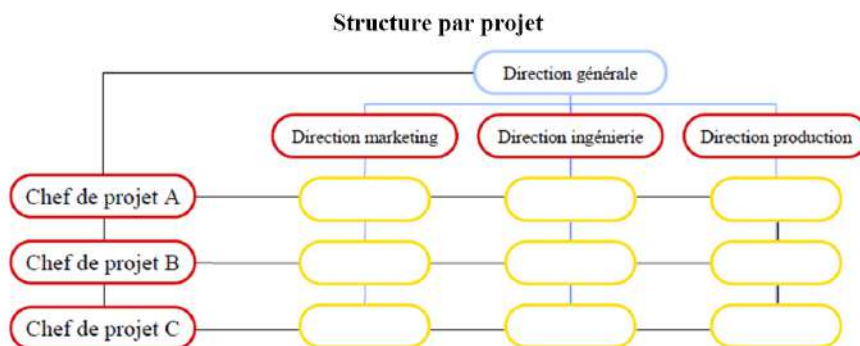 Structure par projet
Direction générale
Direction marketing
Direction ingénierie
Direction production
Chef de projet A
Chef de projet B
Chef de projet C